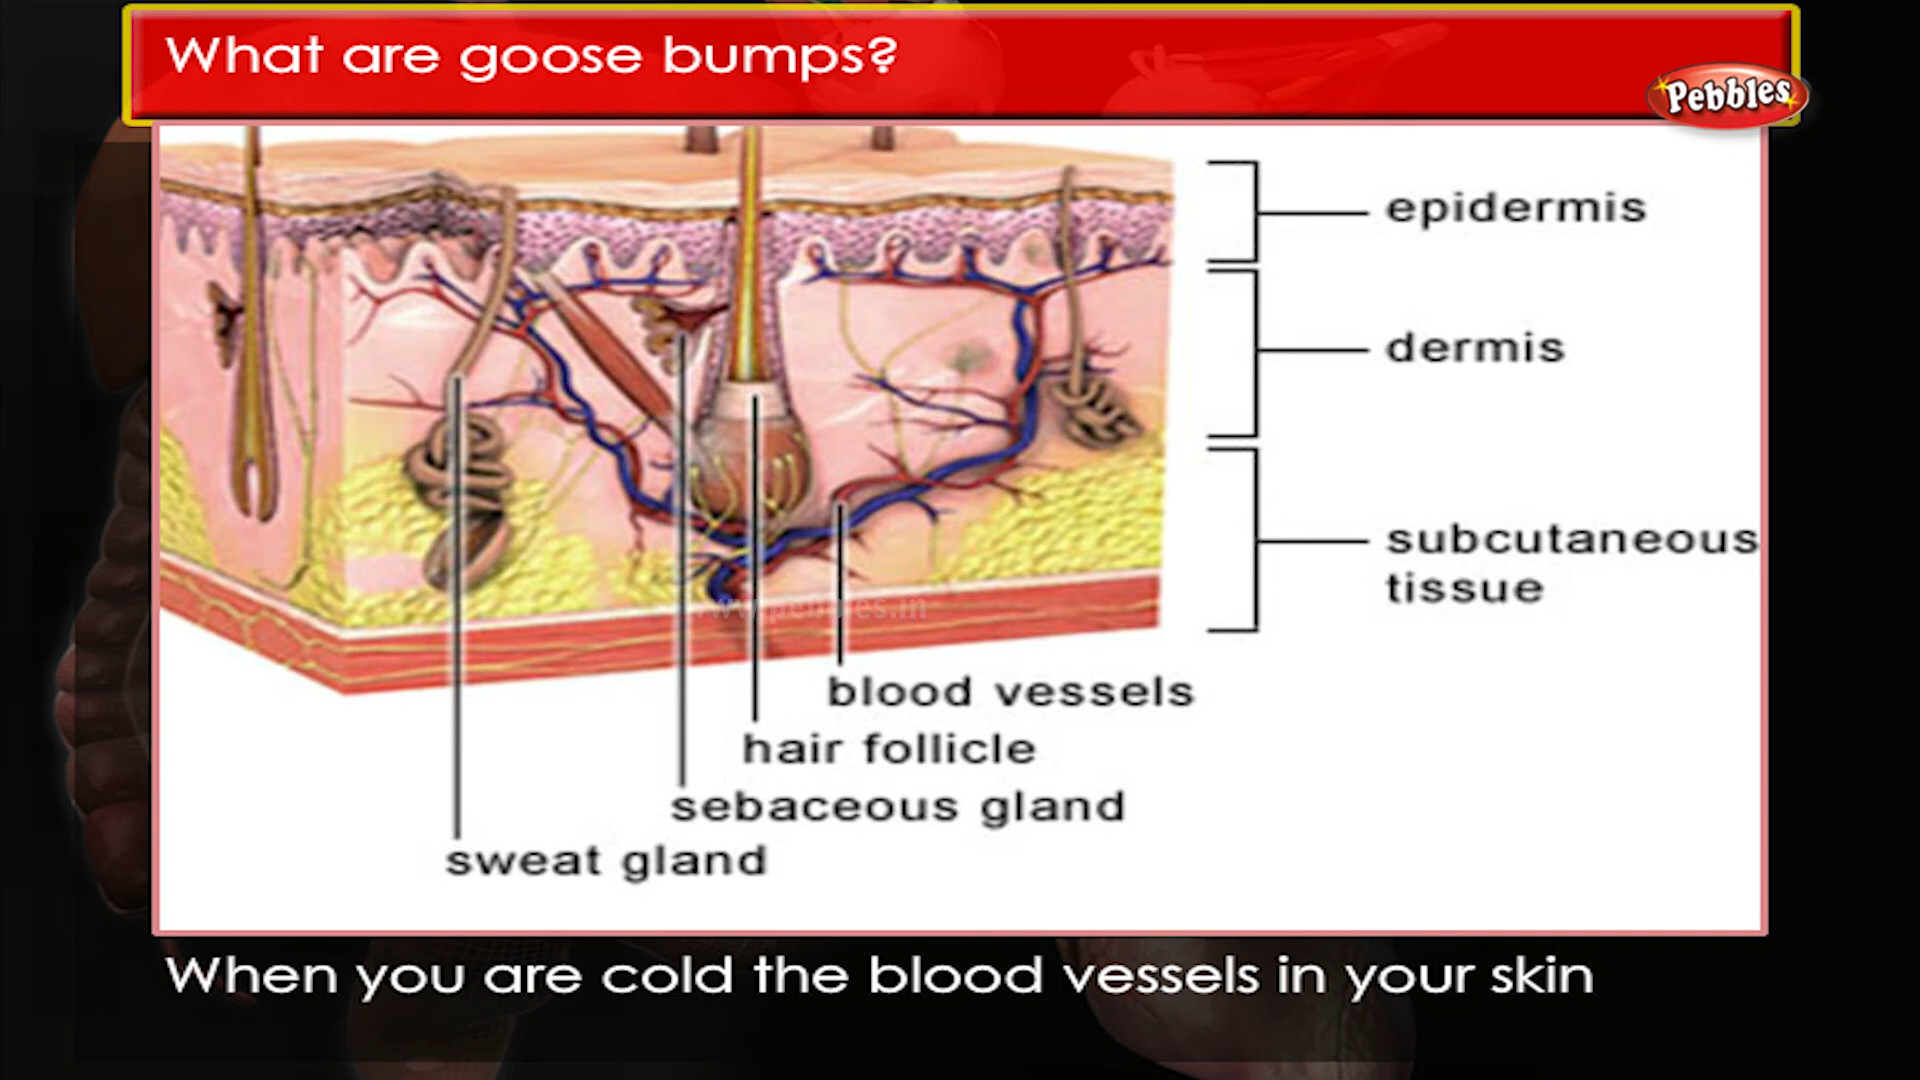 What are goose bumps?
Pebbles
epidermis
dermis
subcutaneous
tissue
blood vessels
hair follicle
sebaceous gland
sweat gland
When you are cold the blood vessels in your skin